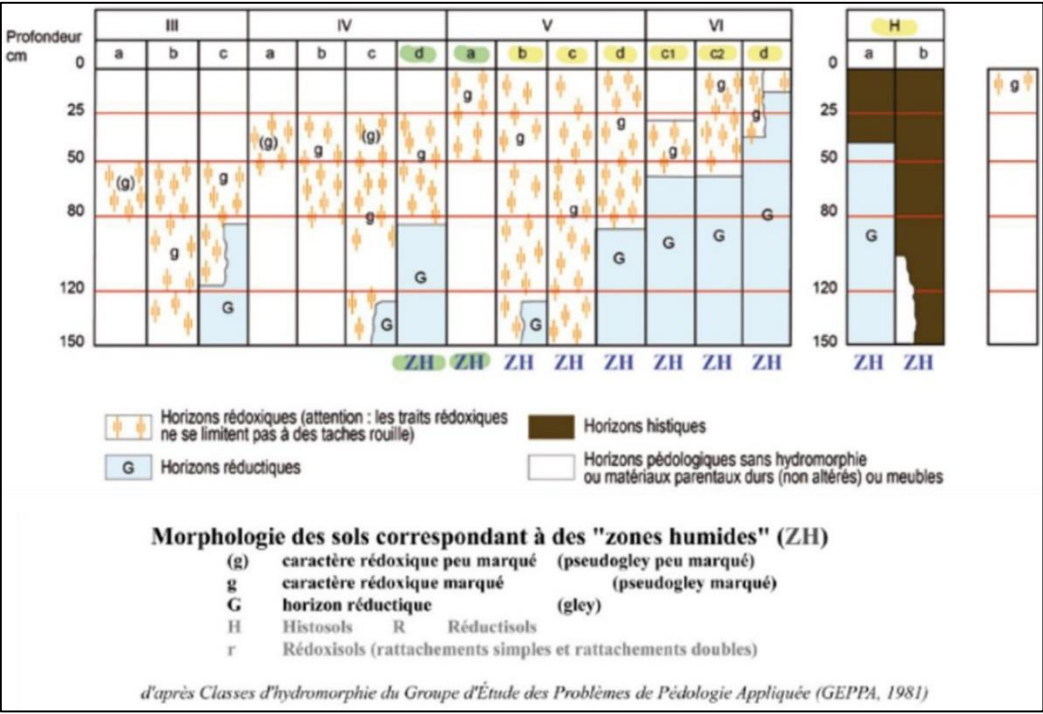 III IV V VI H
Profondeur
cm
a b c a b c d a b c d c1 c2 d a b
0 0
25 25
50 50
80 80
120 120
150 150
(g) g g G (g) g (g) g G g G g g G g g G g G g G g G G g
ZH ZH ZH ZH ZH ZH ZH ZH ZH ZH
Horizons rédoxiques (attention : les traits rédoxiques
ne se limitent pas á des taches rouille)
G Horizons réductiques
Horizons histiques
Horizons pédologiques sans hydromorphie
ou matériaux parentaux durs (non altérés) ou meubles
Morphologie des sols correspondant à des "zones humides" (ZH)
(g) caractère rédoxique peu marqué (pseudogley peu marqué)
g caractère rédoxique marqué (pseudogley marqué)
G horizon réductique (gley)
H Histosols R Réductisols
r Rédoxisols (rattachements simples et rattachements doubles)
d'après Classes d'hydromorphie du Groupe d'Étude des Problèmes de Pédologie Appliquée (GEPPA, 1981)